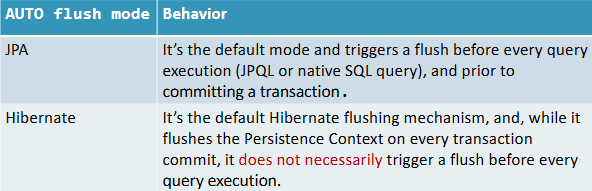 AUTO flush mode Behavior
JPA It's the default mode and triggers a flush before every query
execution (JPQL or native SQL query), and prior to
committing a transaction.
Hibernate It's the default Hibernate flushing mechanism, and, while it
flushes the Persistence Context on every transaction
commit, it does not necessarily trigger a flush before every
query execution.